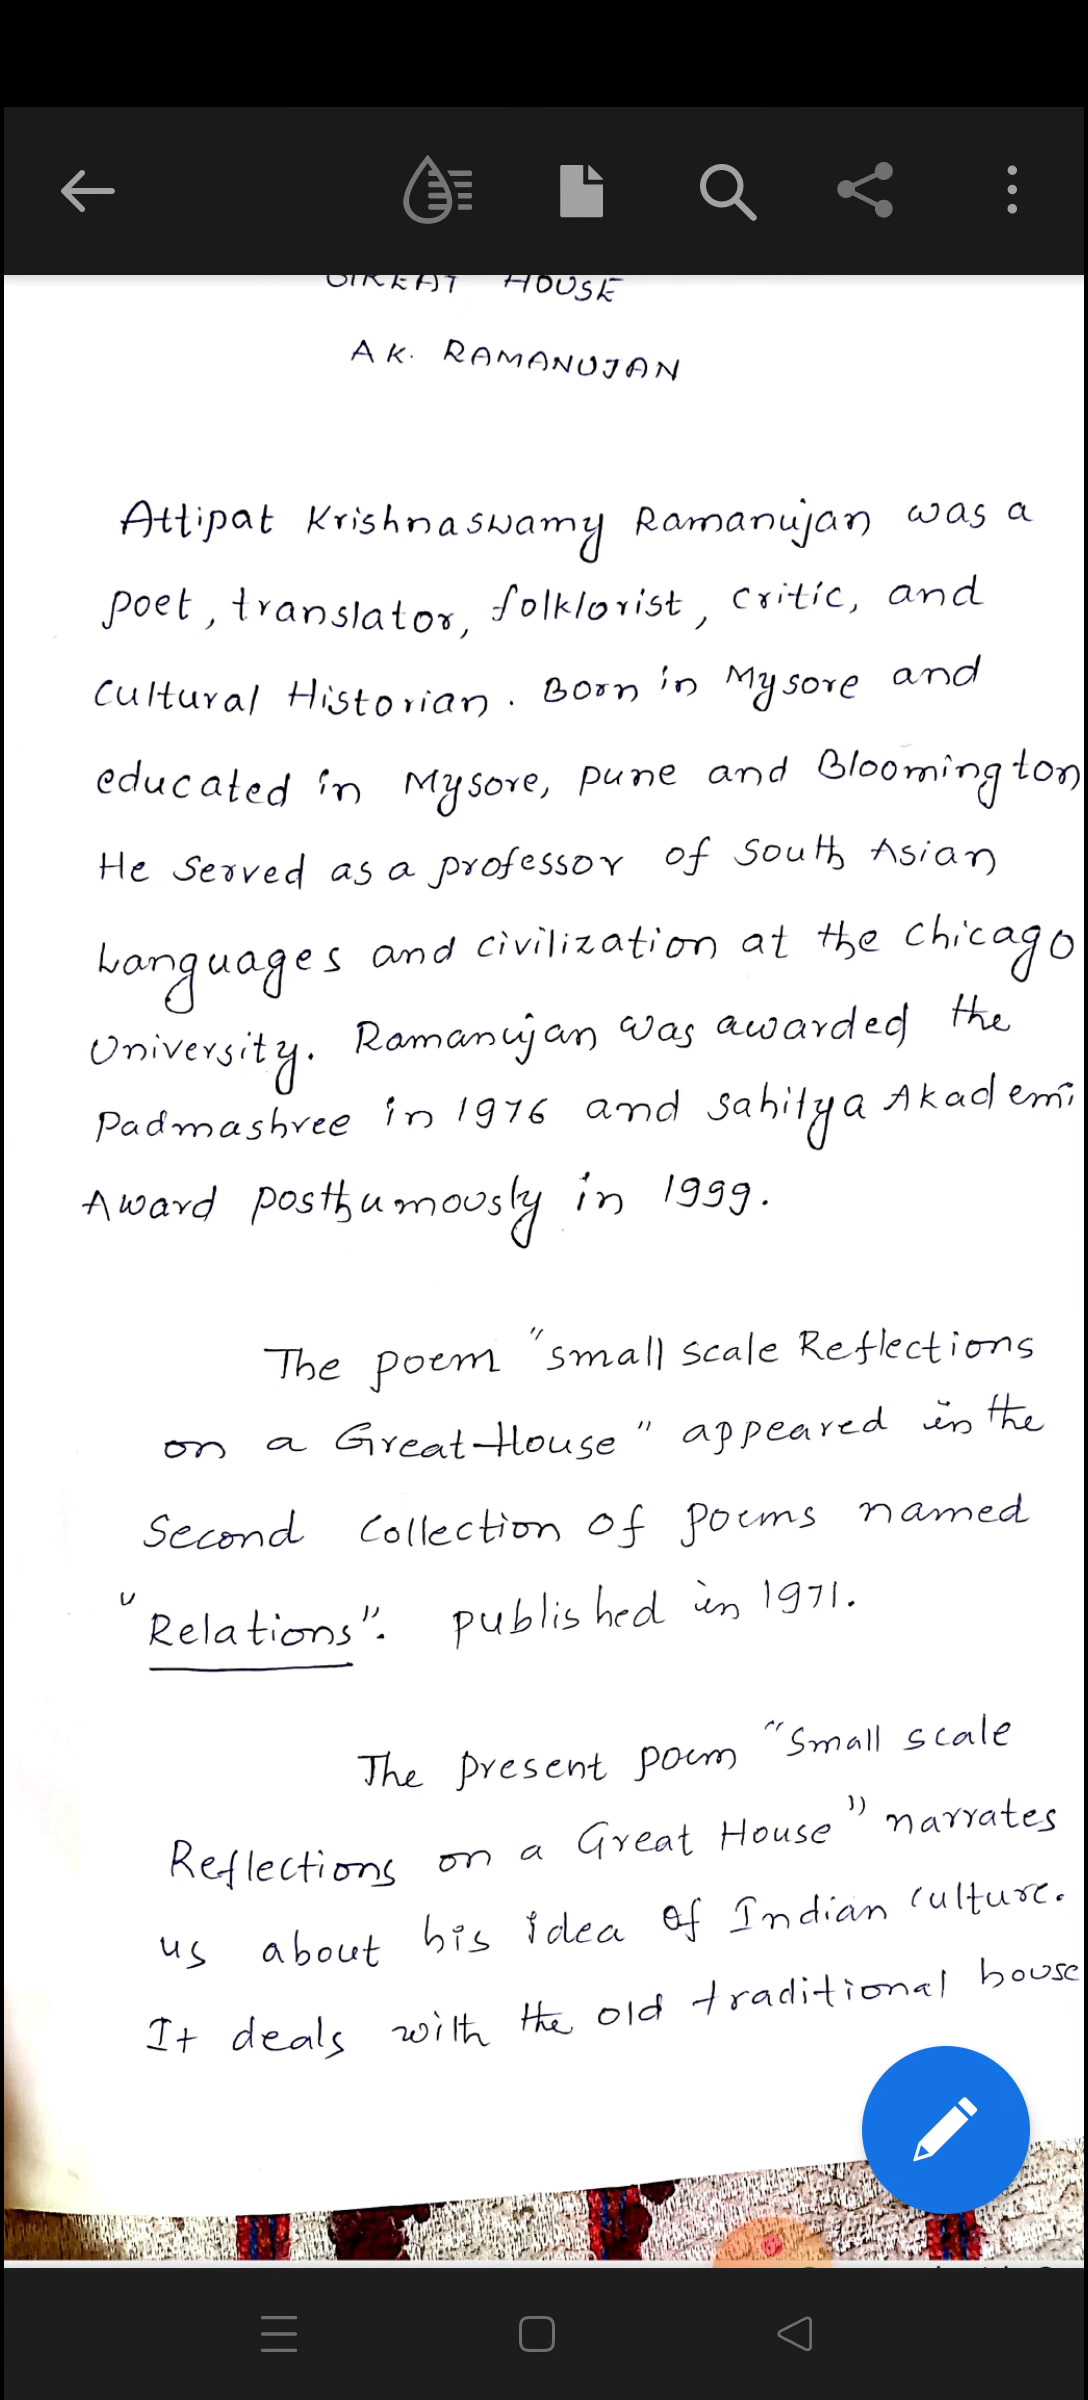 GREAT HOUSE
A K. RAMANUJAN
Attipat Krishnaswamy Ramanujan was a
poet, translator, folklorist, critic, and
Cultural Historian. Born in Mysore and
educated in Mysore, pune and Bloomington
He Served as a professor of South Asian
Languages and civilization at the Chicago
University. Ramanujan was awarded the
Padmashree in 1976 and Sahitya Akademi
Award posthumously in 1999.
The poem "small scale Reflections
on a Great House" appeared in the
Second Collection of poems named
"Relations". published in 1971.
The present poem "Small scale
Reflections on a Great House" narrates
us about his idea of Indian culture.
It deals with the old traditional house